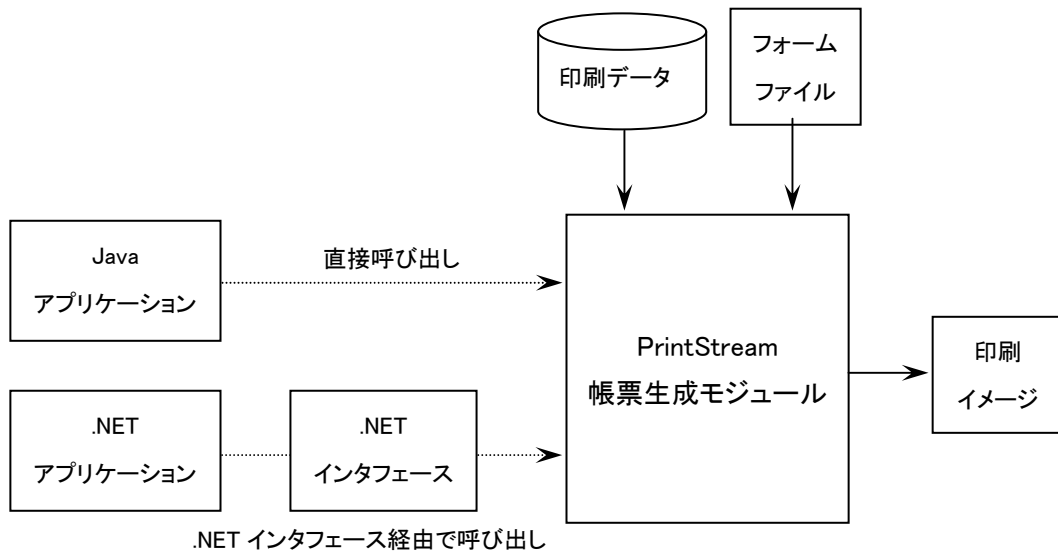 印刷データ
フォーム
ファイル
Java
アプリケーション
直接呼び出し
PrintStream
帳票生成モジュール
印刷
イメージ
.NET
アプリケーション
.NET
インタフェース
.NET インタフェース経由で呼び出し